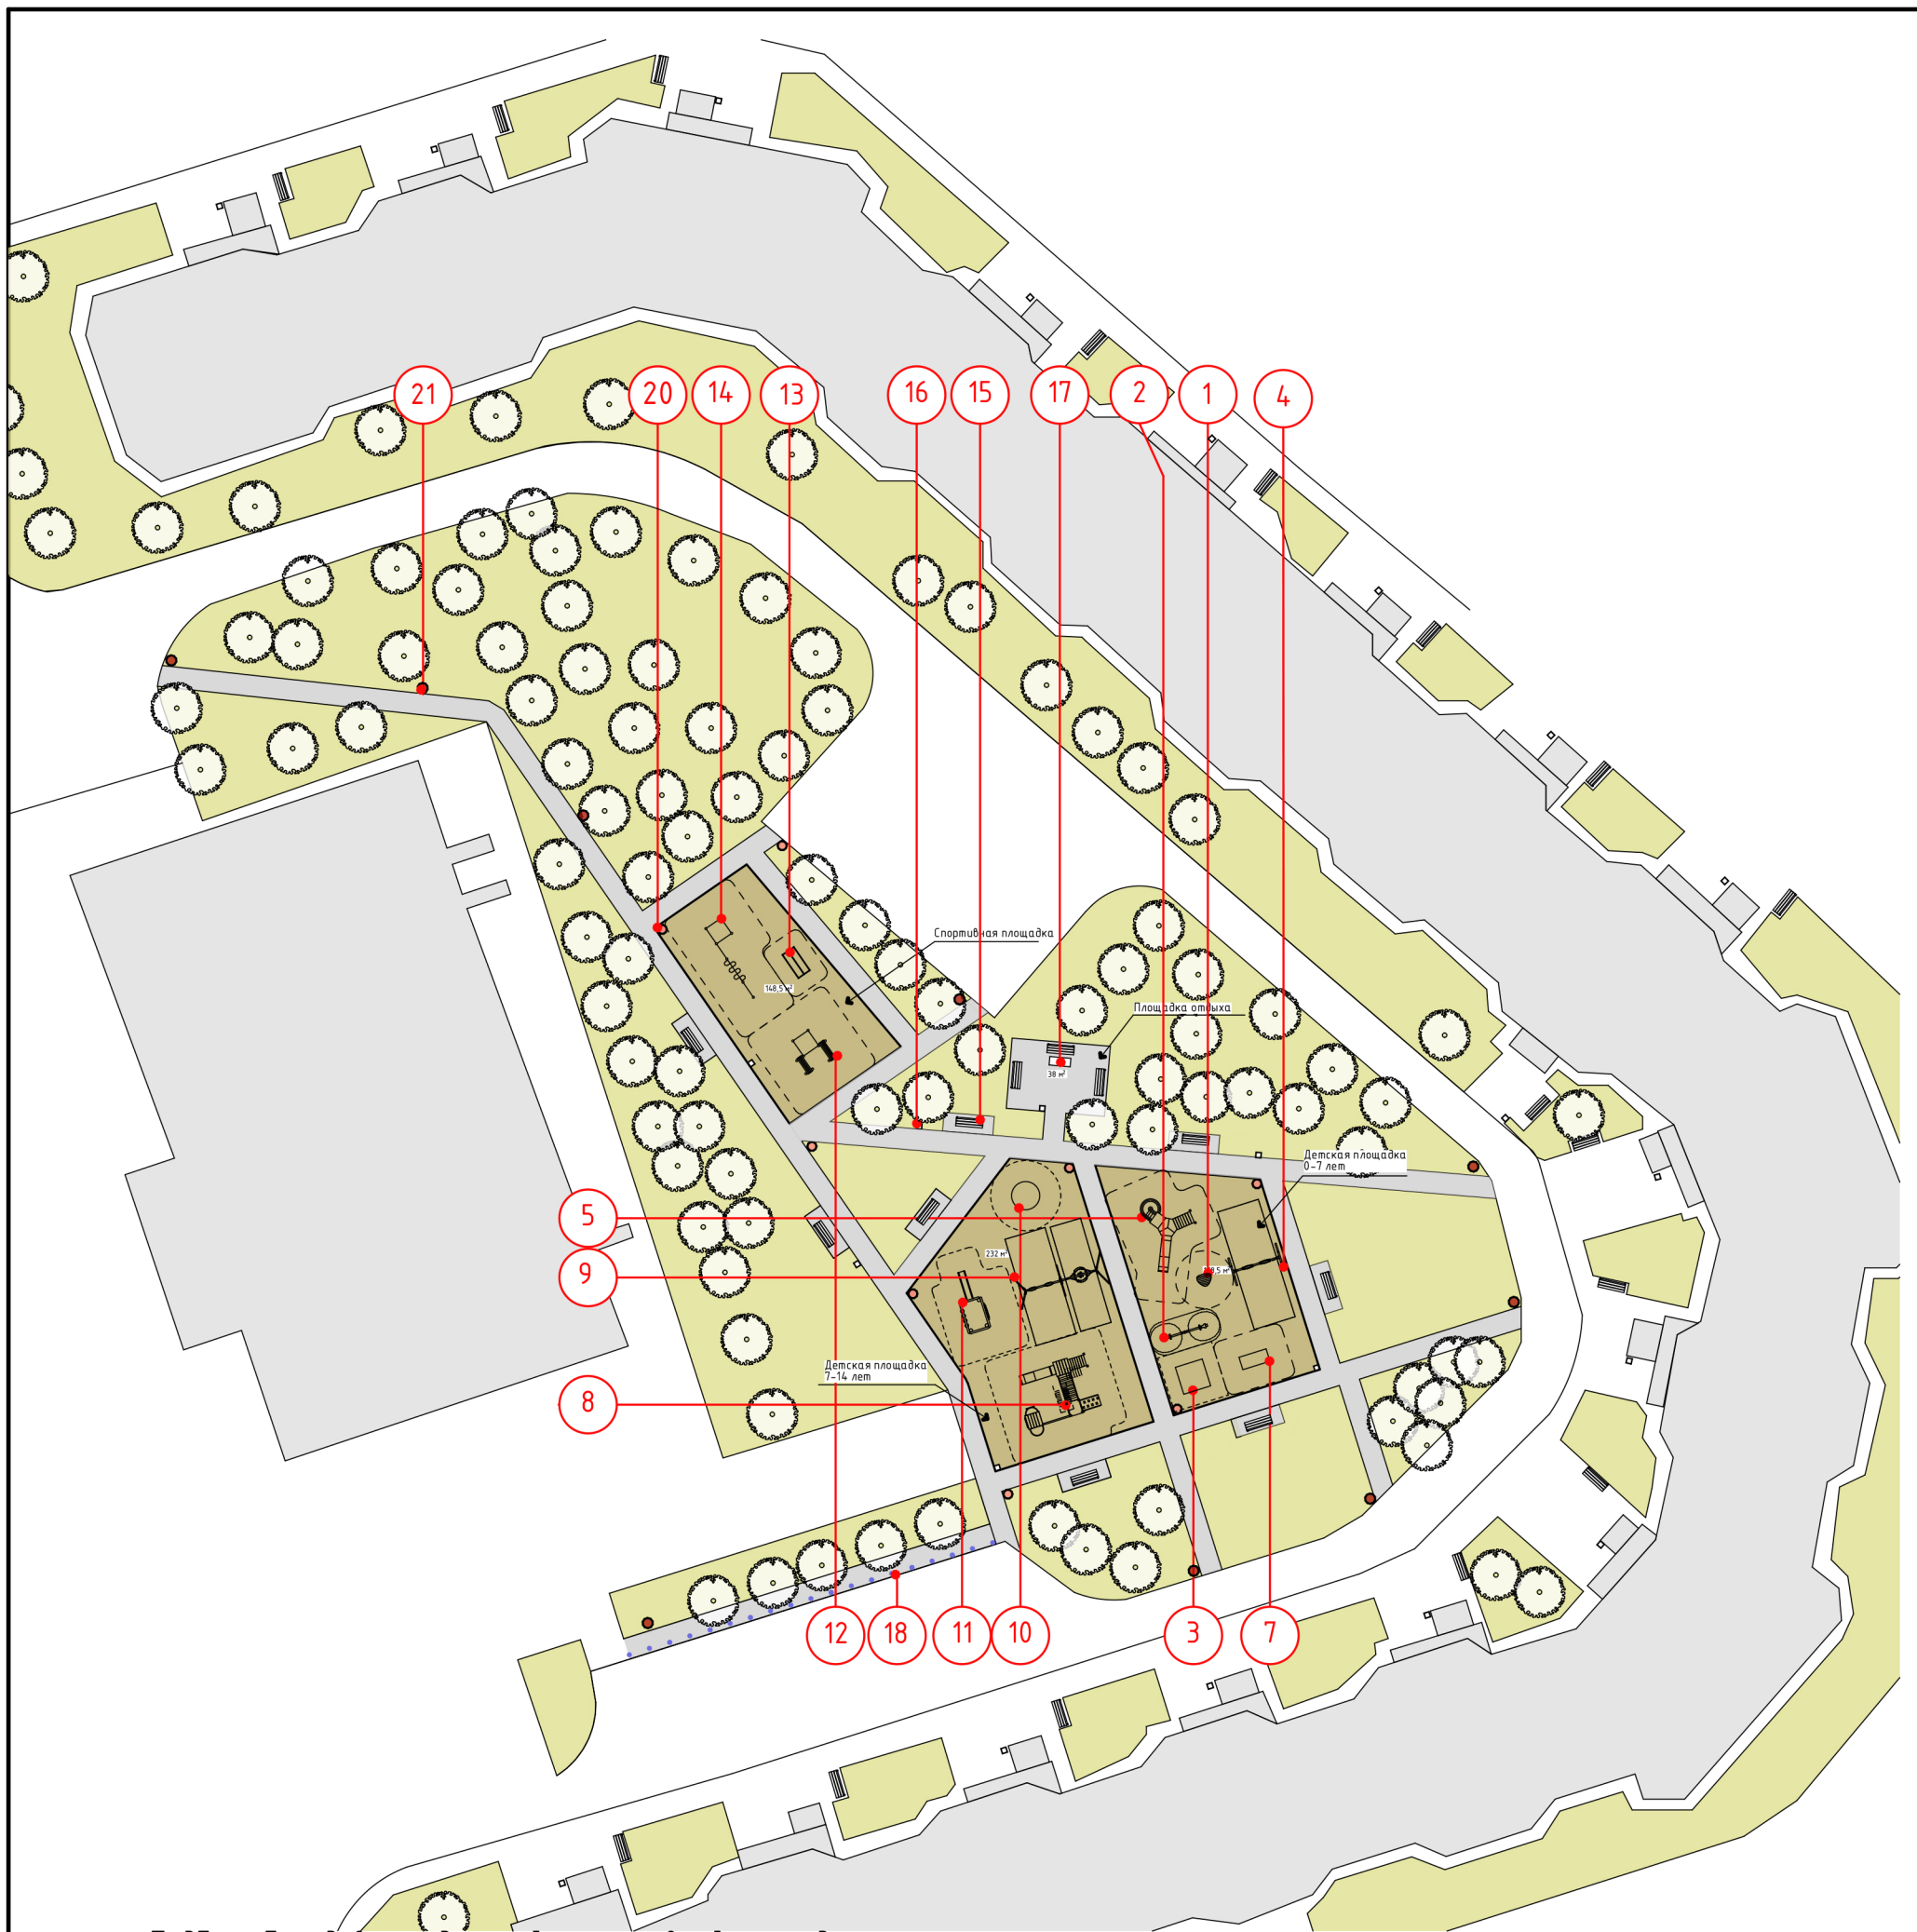 21
20
14
13
16
15
17
2
1
4
Спортивная площадка
148,5 м²
Площадка отдыха
38 м²
Детская площадка
0-7 лет
5
232 м²
9
Детская площадка
7-14 лет
8
12
18
11
10
3
7